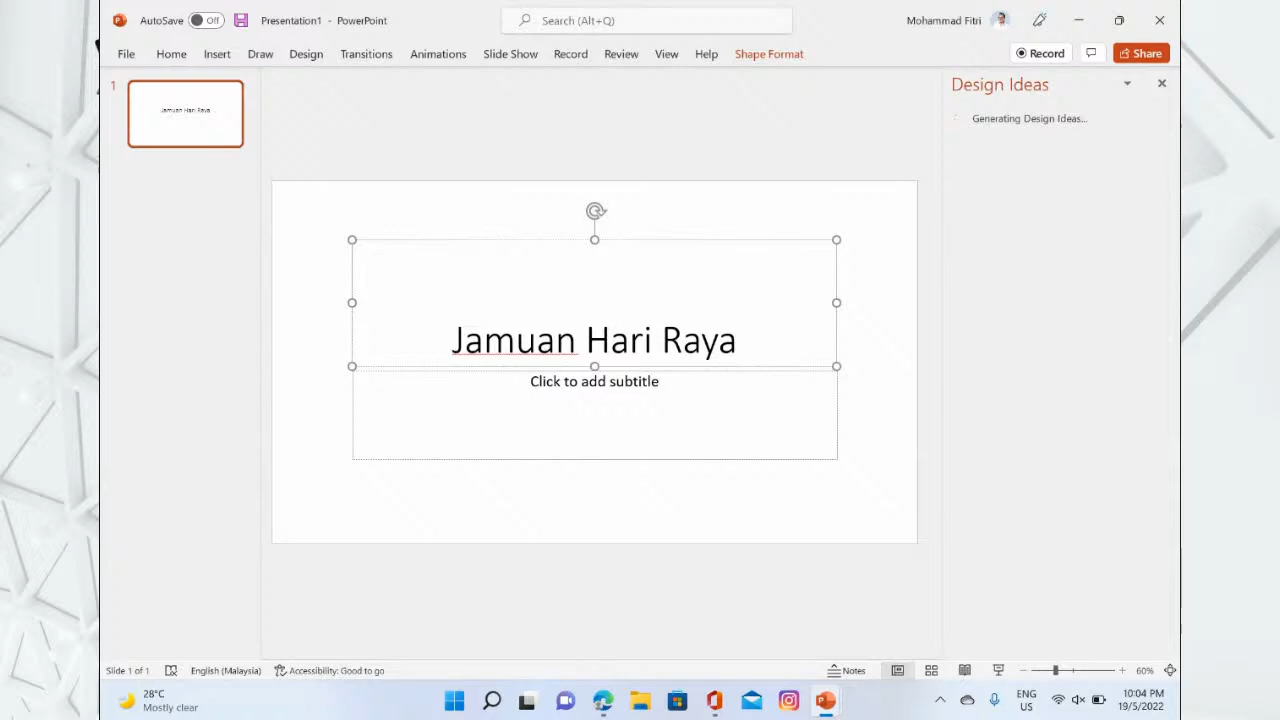 AutoSave Off Presentation1 - PowerPoint Search (Alt+Q) Mohammad Fitri
File Home Insert Draw Design Transitions Animations Slide Show Record Review View Help Shape Format Record Share
1
Jamuan Hari Raya
Design Ideas
Generating Design Ideas...
Jamuan Hari Raya
Click to add subtitle
Slide 1 of 1 English (Malaysia) Accessibility: Good to go Notes 60%
28°C
Mostly clear
ENG
US
10:04 PM
19/5/2022